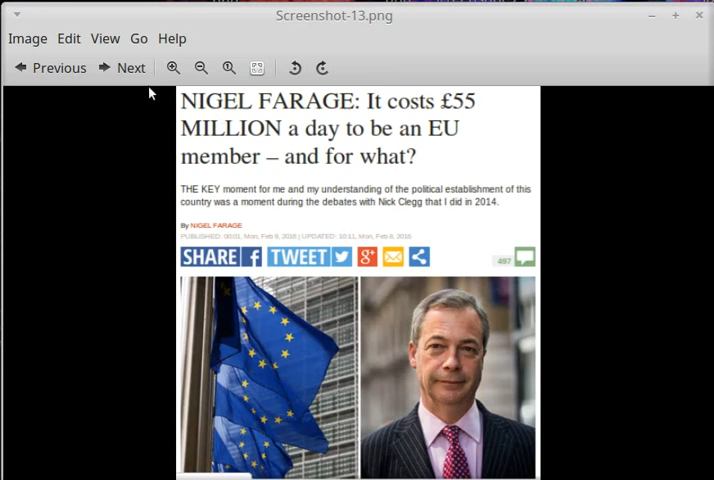 Screenshot-13.png
Image Edit View Go Help
Previous Next
NIGEL FARAGE: It costs £55
MILLION a day to be an EU
member – and for what?
THE KEY moment for me and my understanding of the political establishment of this
country was a moment during the debates with Nick Clegg that I did in 2014.
By NIGEL FARAGE
PUBLISHED: 00:01, Mon, Feb 8, 2016 | UPDATED: 10:11, Mon, Feb 8, 2016
SHARE f TWEET g+ 497